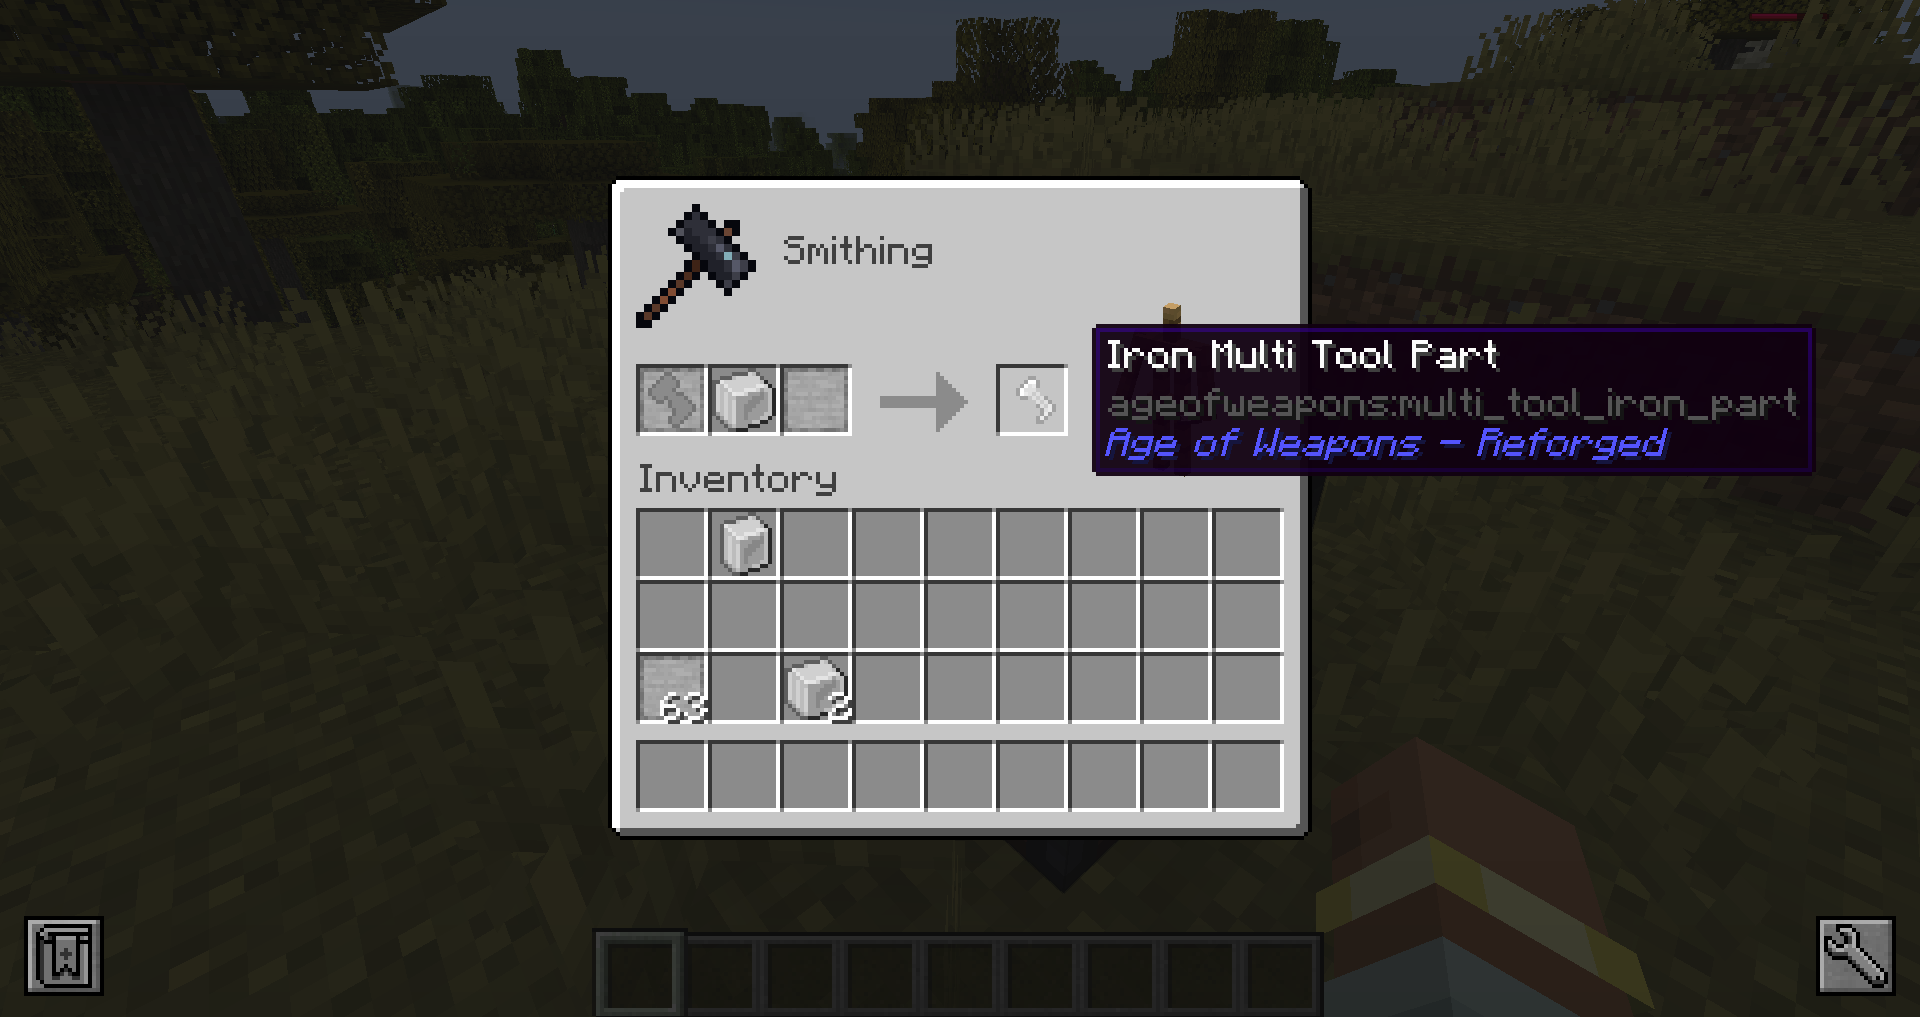 Smithing
Iron Multi Tool Part
ageofweapons:multi_tool_iron_part
Age of Weapons - Reforged
Inventory
63
2